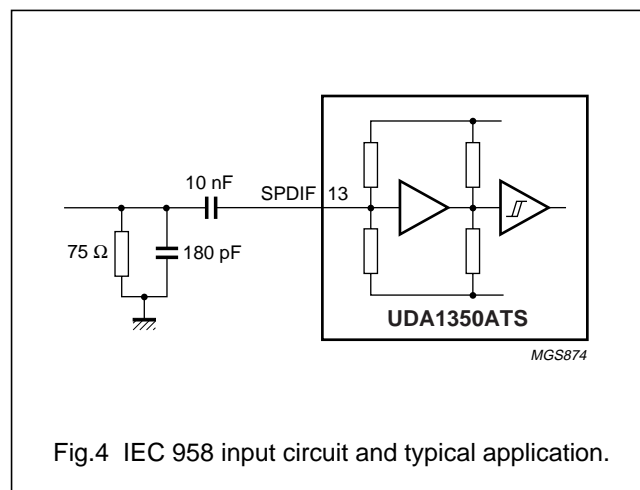 10 nF
SPDIF 13
75 Ω
180 pF
UDA1350ATS
MGS874
Fig.4 IEC 958 input circuit and typical application.